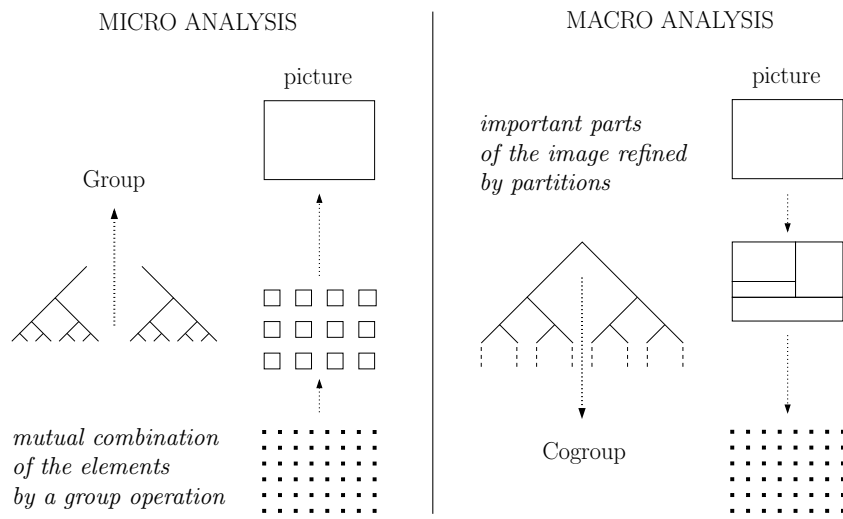 MICRO ANALYSIS
picture
Group
mutual combination
of the elements
by a group operation
MACRO ANALYSIS
picture
important parts
of the image refined
by partitions
Cogroup